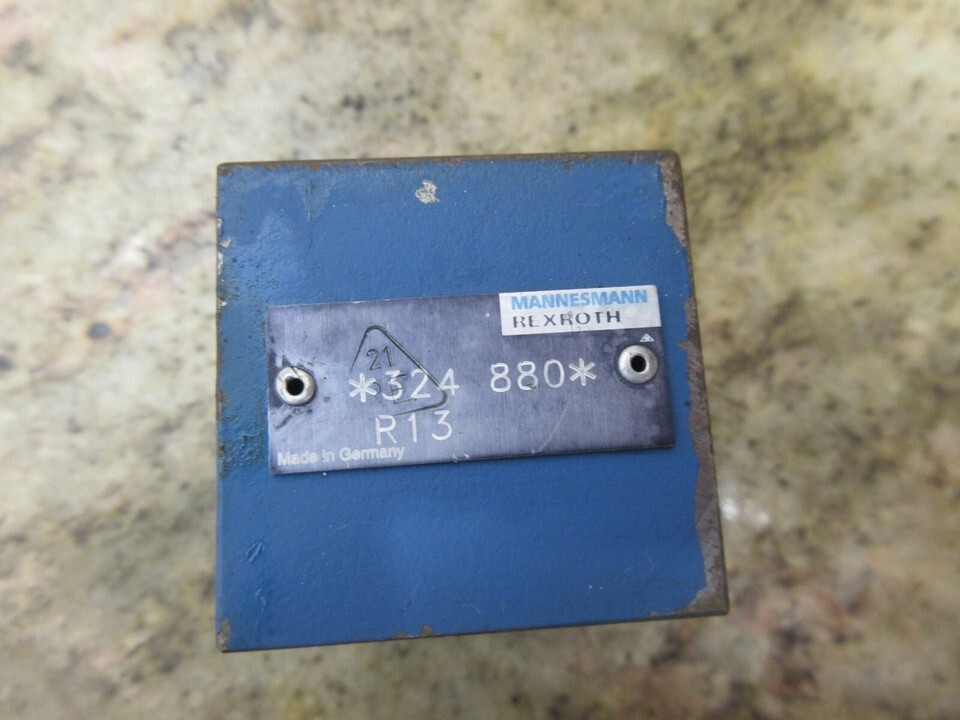 MANNESMANN
REXROTH
21
*324 880*
R13
Made in Germany